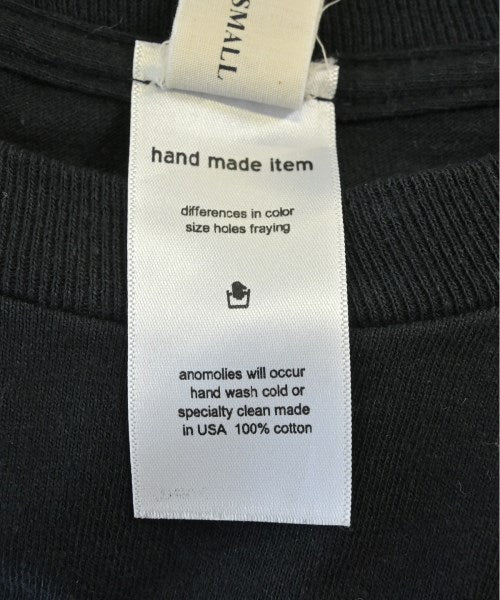 SMALL
hand made item
differences in color
size holes fraying
anomolies will occur
hand wash cold or
specialty clean made
in USA 100% cotton